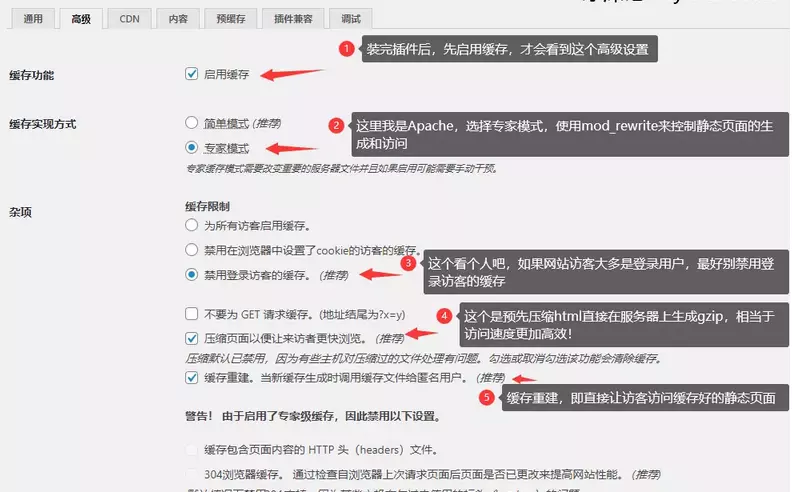 通用 高级 CDN 内容 预缓存 插件兼容 调试
1 装完插件后，先启用缓存，才会看到这个高级设置
缓存功能 启用缓存
缓存实现方式 简单模式 (推荐)
专家模式
2 这里我是Apache，选择专家模式，使用mod_rewrite来控制静态页面的生
成和访问
专家缓存模式需要改变重要的服务器文件并且如果启用可能需要手动干预。
杂项 缓存限制
为所有访客启用缓存。
禁用在浏览器中设置了cookie的访客的缓存。
禁用登录访客的缓存。 (推荐)
3 这个看个人吧，如果网站访客大多是登录用户，最好别禁用登
录访客的缓存
不要为 GET 请求缓存。(地址结尾为?x=y)
压缩页面以便让来访者更快浏览。 (推荐)
4 这个是预先压缩html直接在服务器上生成gzip，相当于
访问速度更加高效！
压缩默认已禁用，因为有些主机对压缩过的文件处理有问题。勾选或取消勾选该功能会清除缓存。
缓存重建。当新缓存生成时调用缓存文件给匿名用户。 (推荐)
5 缓存重建，即直接让访客访问缓存好的静态页面
警告！ 由于启用了专家级缓存，因此禁用以下设置。
缓存包含页面内容的 HTTP 头（headers）文件。
304浏览器缓存。 通过检查自浏览器上次请求页面后页面是否已更改来提高网站性能。 (推荐)